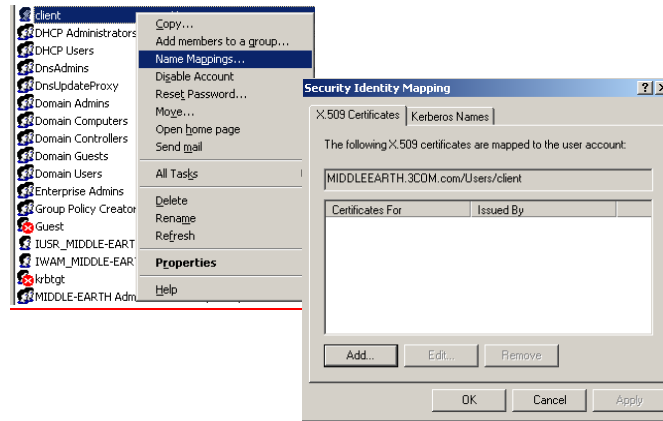 client
DHCP Administrators
DHCP Users
DnsAdmins
DnsUpdateProxy
Domain Admins
Domain Computers
Domain Controllers
Domain Guests
Domain Users
Enterprise Admins
Group Policy Creator
Guest
IUSR_MIDDLE-EART
IWAM_MIDDLE-EAR
krbtgt
MIDDLE-EARTH Adm
Copy...
Add members to a group...
Name Mappings...
Disable Account
Reset Password...
Move...
Open home page
Send mail
All Tasks
Delete
Rename
Refresh
Properties
Help
Security Identity Mapping
X.509 Certificates
Kerberos Names
The following X.509 certificates are mapped to the user account:
MIDDLEEARTH.3COM.com/Users/client
Certificates For
Issued By
Add...
Edit...
Remove
OK
Cancel
Apply